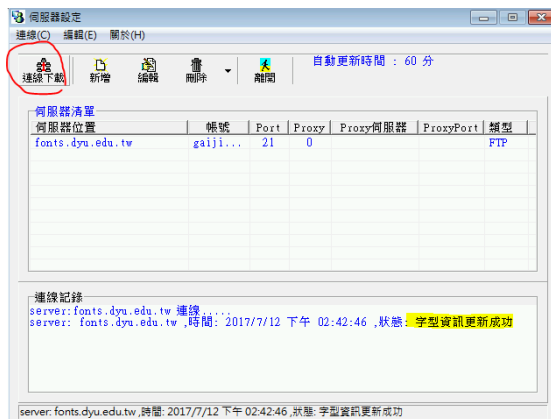 伺服器設定
連線(C) 編輯(E) 關於(H)
連線下載 新增 編輯 刪除 離開 自動更新時間 : 60 分
伺服器清單
伺服器位置 帳號 Port Proxy Proxy伺服器 ProxyPort 類型
fonts.dyu.edu.tw gaiji... 21 0 FTP
連線記錄
server:fonts.dyu.edu.tw 連線.....
server: fonts.dyu.edu.tw ,時間: 2017/7/12 下午 02:42:46 ,狀態: 字型資訊更新成功
server: fonts.dyu.edu.tw ,時間: 2017/7/12 下午 02:42:46 ,狀態: 字型資訊更新成功